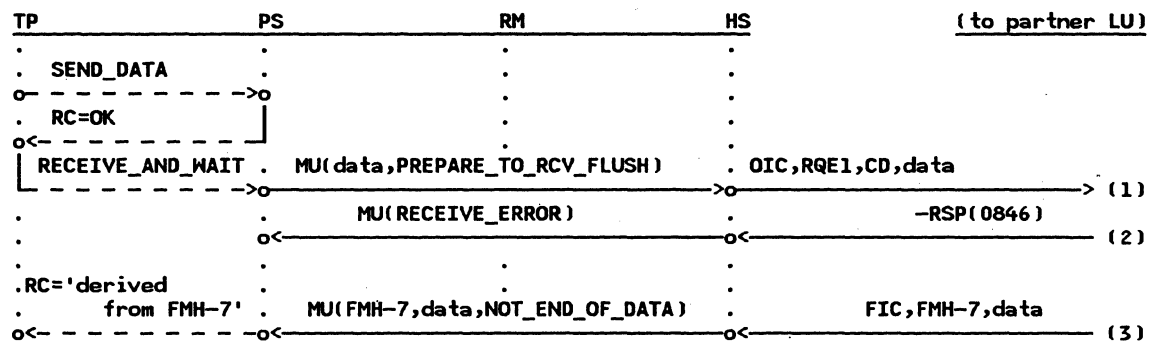 TP PS RM HS (to partner LU)
SEND_DATA
RC=OK
RECEIVE_AND_WAIT MU(data,PREPARE_TO_RCV_FLUSH) OIC,RQE1,CD,data
(1)
MU(RECEIVE_ERROR) -RSP(0846)
(2)
.RC='derived
from FMH-7' MU(FMH-7,data,NOT_END_OF_DATA) FIC,FMH-7,data
(3)